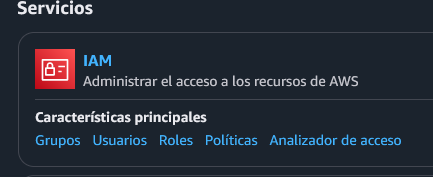 Servicios
IAM
Administrar el acceso a los recursos de AWS
Características principales
Grupos Usuarios Roles Políticas Analizador de acceso